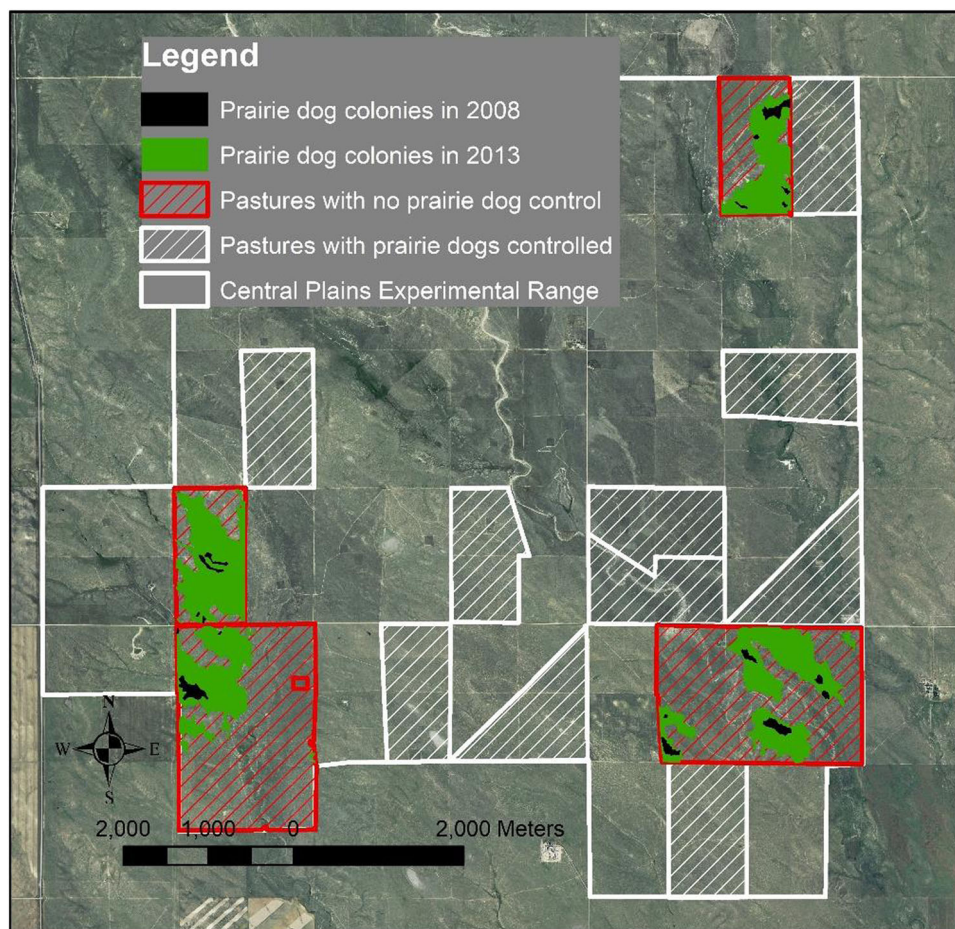 Legend
Prairie dog colonies in 2008
Prairie dog colonies in 2013
Pastures with no prairie dog control
Pastures with prairie dogs controlled
Central Plains Experimental Range
N
W E
S
2,000 1,000 0 2,000 Meters